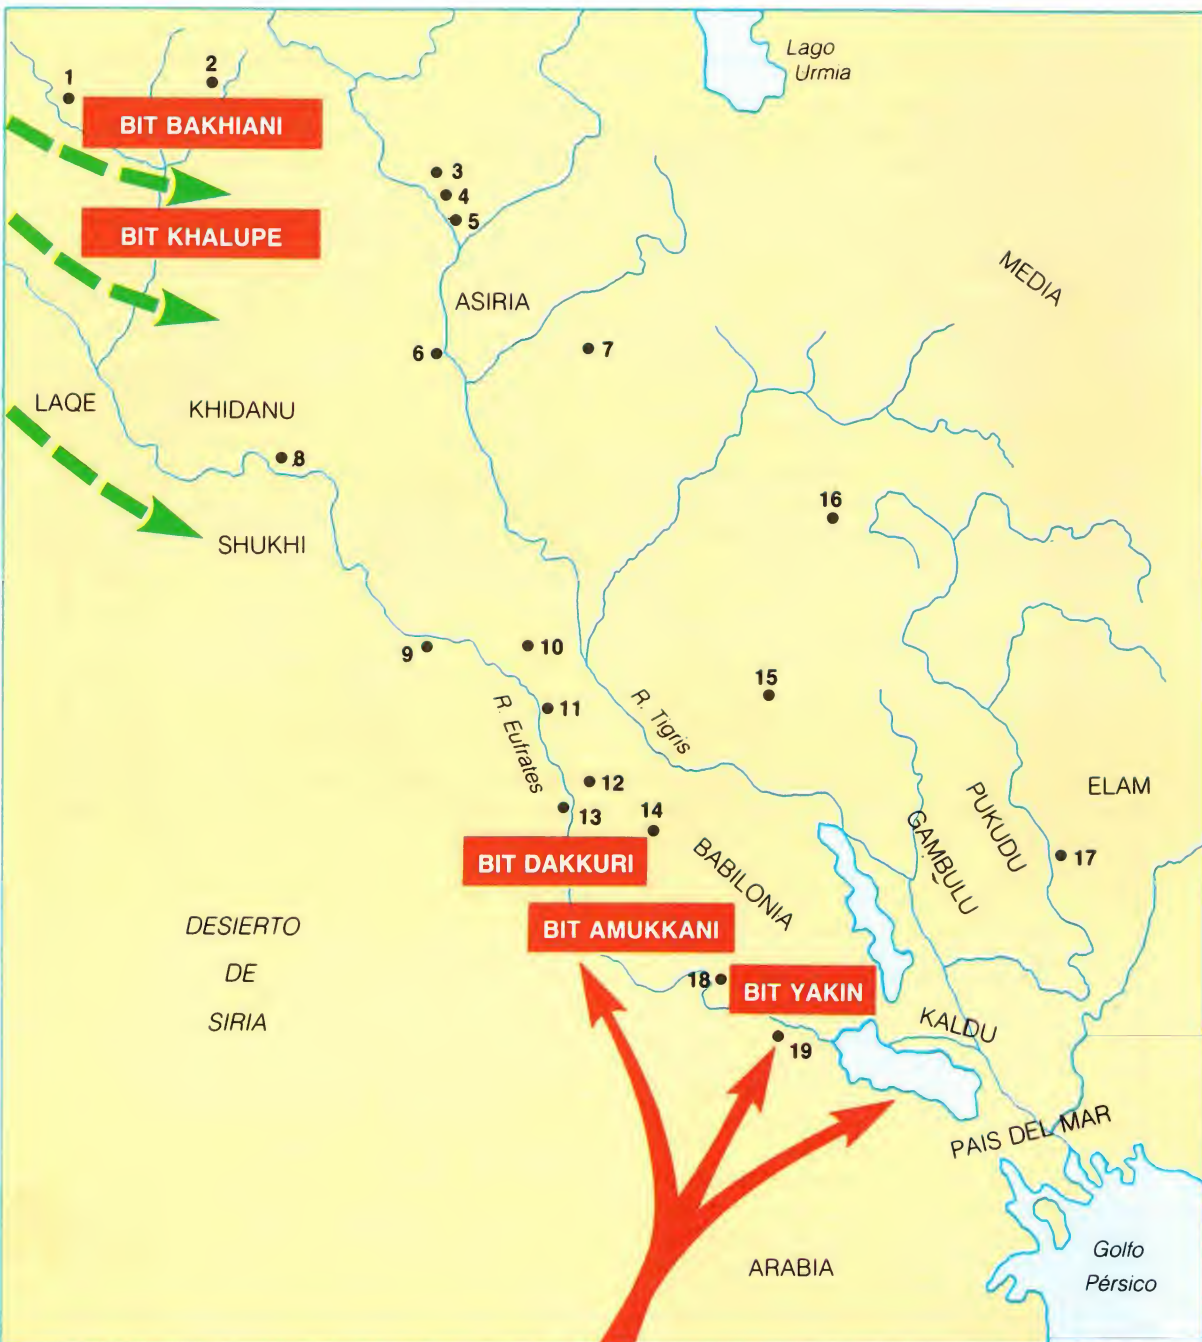 Lago
Urmia
1
2
BIT BAKHIANI
3
4
5
BIT KHALUPE
MEDIA
ASIRIA
6
7
LAQE
KHIDANU
8
16
SHUKHI
9
10
15
11
R. Eufrates
R. Tigris
12
13
14
ELAM
PUKUDU
GAMBULU
17
BIT DAKKURI
BABILONIA
DESIERTO
DE
SIRIA
BIT AMUKKANI
18
BIT YAKIN
KALDU
19
PAIS DEL MAR
ARABIA
Golfo
Pérsico